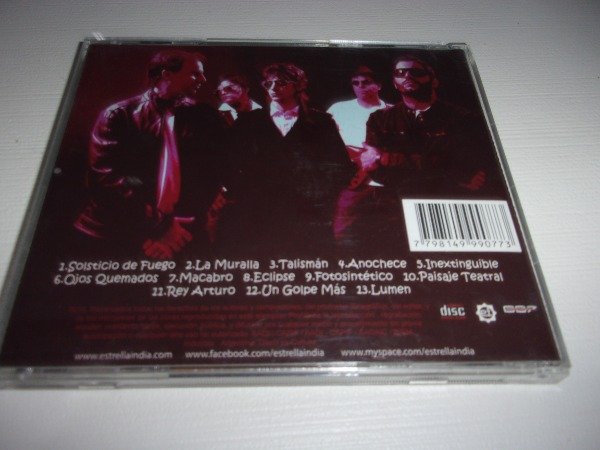 7 798149 990773
1.Solsticio de Fuego 2.La Muralla 3.Talismán 4.Anochece 5.Inextinguible
6.Ojos Quemados 7.Macabro 8.Eclipse 9.Fotosintético 10.Paisaje Teatral
11.Rey Arturo 12.Un Golpe Más 13.Lumen
disc
www.estrellaindia.com www.facebook.com/estrellaindia www.myspace.com/estrellaindia